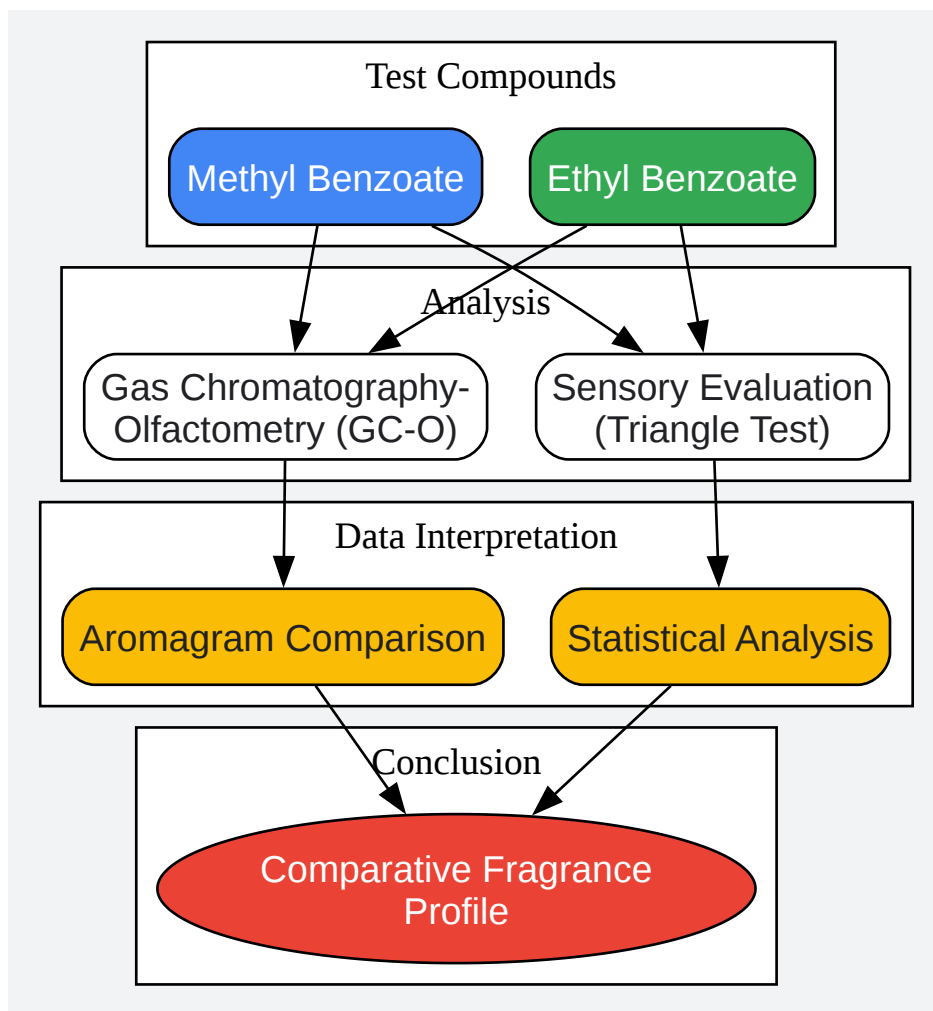 Test Compounds
Methyl Benzoate
Ethyl Benzoate
Analysis
Gas Chromatography-
Olfactometry (GC-O)
Sensory Evaluation
(Triangle Test)
Data Interpretation
Aromagram Comparison
Statistical Analysis
Conclusion
Comparative Fragrance
Profile